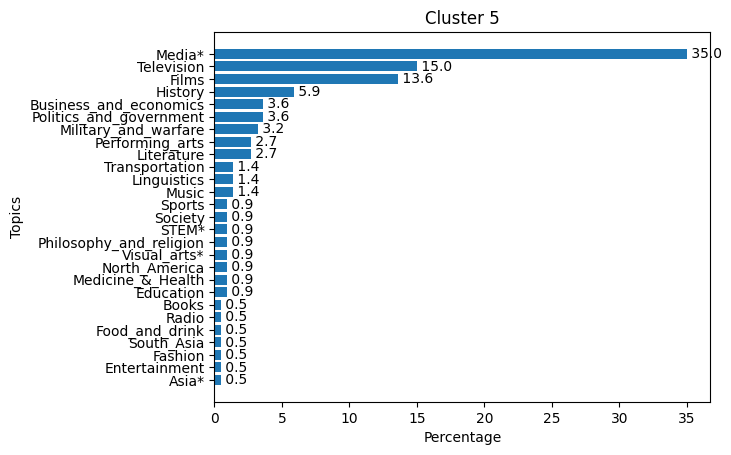 Cluster 5
Media* 35.0
Television 15.0
Films 13.6
History 5.9
Business_and_economics 3.6
Politics_and_government 3.6
Military_and_warfare 3.2
Performing_arts 2.7
Literature 2.7
Transportation 1.4
Linguistics 1.4
Music 1.4
Sports 0.9
Society 0.9
STEM* 0.9
Philosophy_and_religion 0.9
Visual_arts* 0.9
North_America 0.9
Medicine_&_Health 0.9
Education 0.9
Books 0.5
Radio 0.5
Food_and_drink 0.5
South_Asia 0.5
Fashion 0.5
Entertainment 0.5
Asia* 0.5
Topics
0 5 10 15 20 25 30 35
Percentage